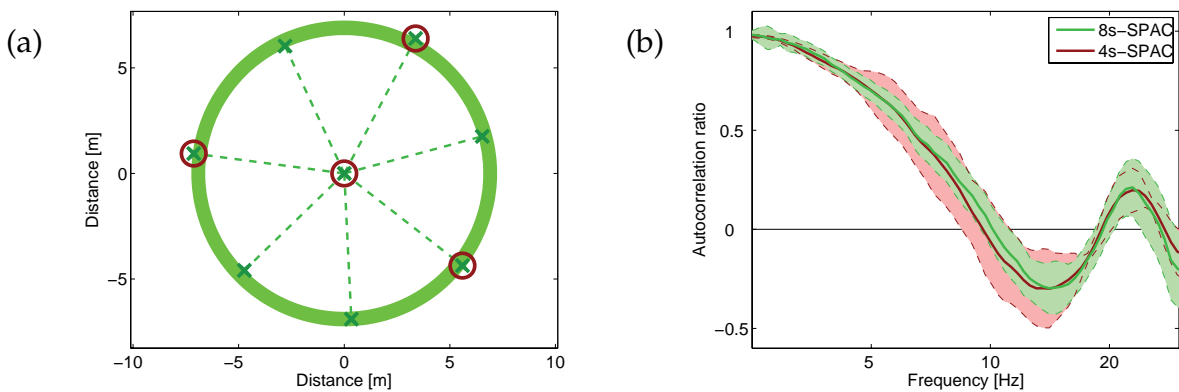 (a)
5
0
−5
Distance [m]
−10
−5
0
5
10
Distance [m]
(b)
1
0.5
0
−0.5
Autocorrelation ratio
8s−SPAC
4s−SPAC
5
10
20
Frequency [Hz]